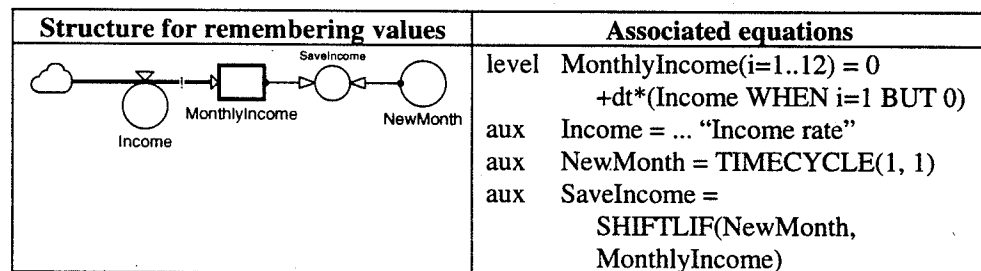 Structure for remembering values
Associated equations
SaveIncome
MonthlyIncome
NewMonth
Income
level MonthlyIncome(i=1..12) = 0
+dt*(Income WHEN i=1 BUT 0)
aux Income = ... “Income rate”
aux NewMonth = TIMECYCLE(1, 1)
aux SaveIncome =
SHIFTLIF(NewMonth,
MonthlyIncome)